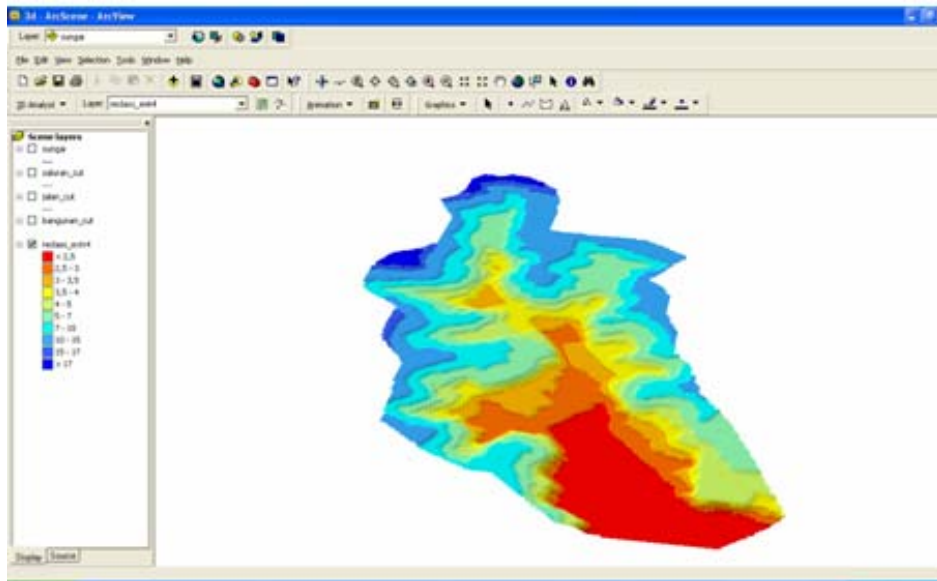 3d - ArcScene - ArcView
Layer: sungai
File Edit View Selection Tools Window Help
3D Analyst Layer: reclass_extr4 Animation Graphics
Scene layers
sungai
saluran_cut
jalan_cut
bangunan_cut
reclass_extr4
< 2,5
2,5 - 3
3 - 3,5
3,5 - 4
4 - 5
5 - 7
7 - 10
10 - 15
15 - 17
> 17
Display Source